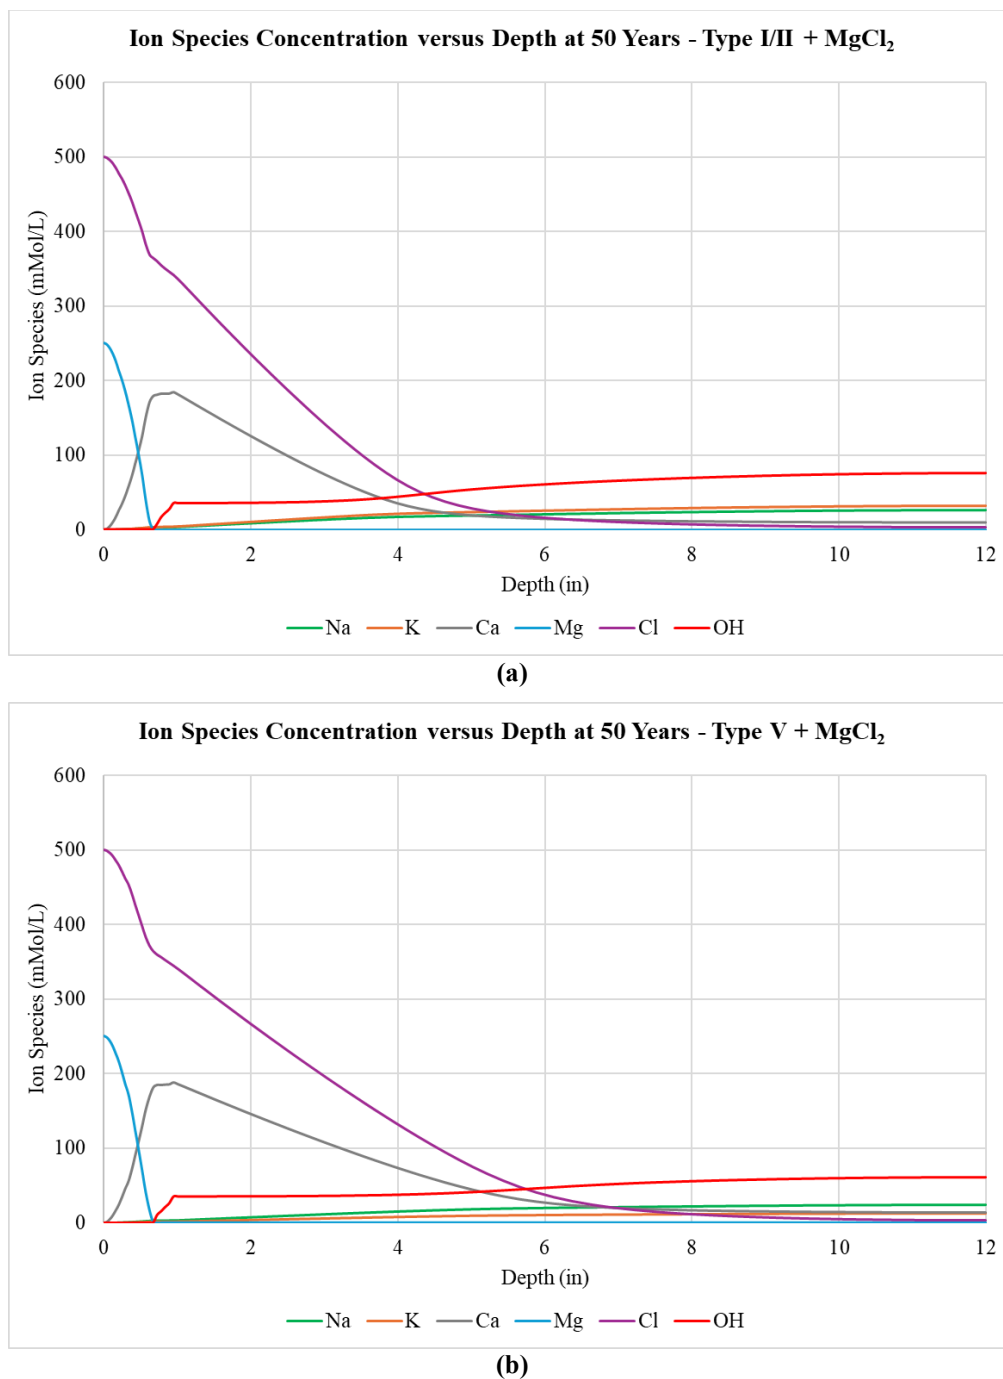 Ion Species Concentration versus Depth at 50 Years - Type I/II + MgCl₂
600
500
400
300
200
100
0
Ion Species (mMol/L)
0 2 4 6 8 10 12
Depth (in)
Na K Ca Mg Cl OH
(a)
Ion Species Concentration versus Depth at 50 Years - Type V + MgCl₂
600
500
400
300
200
100
0
Ion Species (mMol/L)
0 2 4 6 8 10 12
Depth (in)
Na K Ca Mg Cl OH
(b)